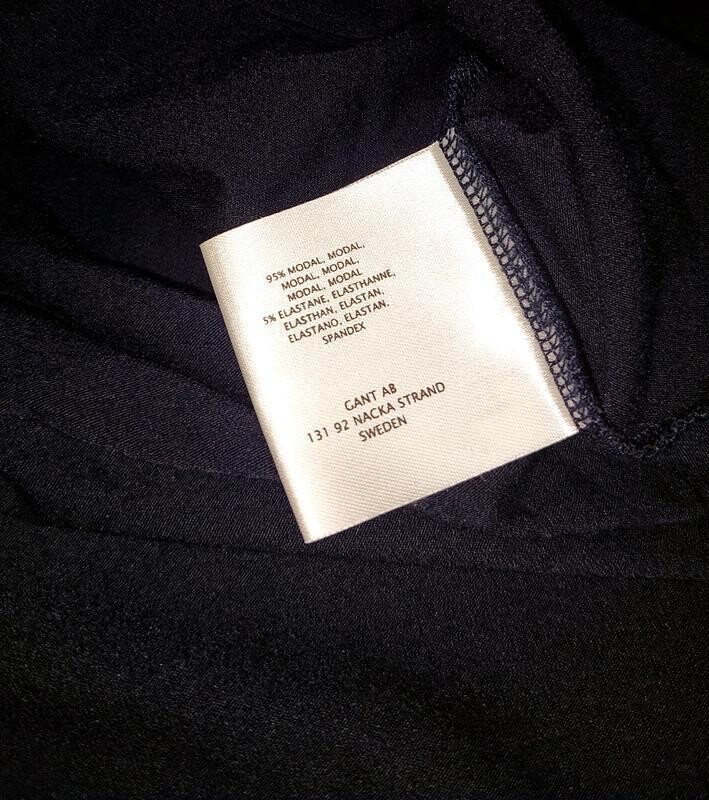 95% MODAL, MODAL,
MODAL, MODAL,
MODAL, MODAL
5% ELASTANE, ELASTHANNE,
ELASTHAN, ELASTAN,
ELASTANO, ELASTAN.
SPANDEX
GANT AB
131 92 NACKA STRAND
SWEDEN